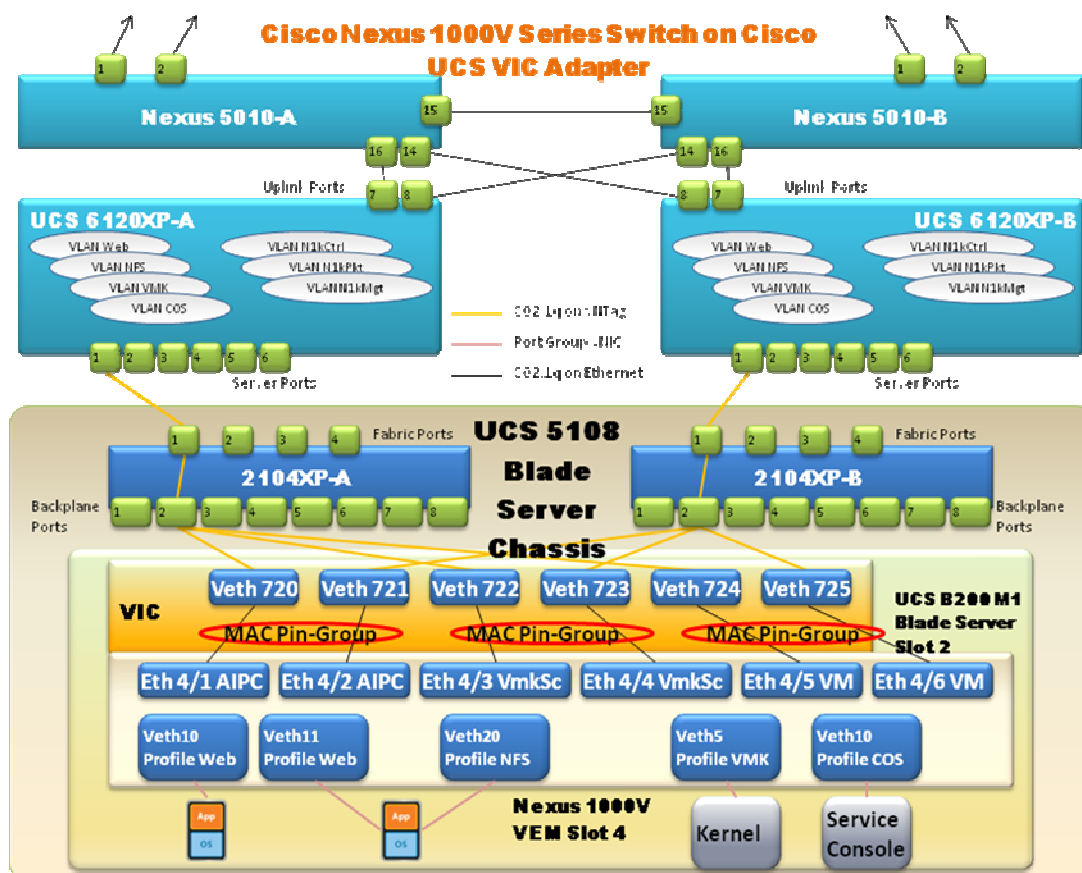 Cisco Nexus 1000V Series Switch on Cisco
UCS VIC Adapter
1
2
1
2
Nexus 5010-A
15
15
Nexus 5010-B
16
14
14
16
Uplink Ports
7
8
8
7
Uplink Ports
UCS 6120XP-A
VLAN Web
VLAN NFS
VLAN VMK
VLAN COS
VLAN N1kCtrl
VLAN N1kPkt
VLAN N1kMgt
UCS 6120XP-B
VLAN Web
VLAN NFS
VLAN VMK
VLAN COS
VLAN N1kCtrl
VLAN N1kPkt
VLAN N1kMgt
Port Group
on Ethernet
1 2 3 4 5 6
Server Ports
1 2 3 4 5 6
Server Ports
UCS 5108
Blade
Server
Chassis
1 2 3 4
Fabric Ports
2104XP-A
Backplane
Ports
1 2 3 4 5 6 7 8
1 2 3 4
Fabric Ports
2104XP-B
1 2 3 4 5 6 7 8
Backplane
Ports
VIC
Veth 720
Veth 721
Veth 722
Veth 723
Veth 724
Veth 725
MAC Pin-Group
MAC Pin-Group
MAC Pin-Group
UCS B200 M1
Blade Server
Slot 2
Eth 4/1 AIPC
Eth 4/2 AIPC
Eth 4/3 VmkSc
Eth 4/4 VmkSc
Eth 4/5 VM
Eth 4/6 VM
Veth10
Profile Web
Veth11
Profile Web
Veth20
Profile NFS
Veth5
Profile VMK
Veth10
Profile COS
App
OS
App
OS
Nexus 1000V
VEM Slot 4
Kernel
Service
Console